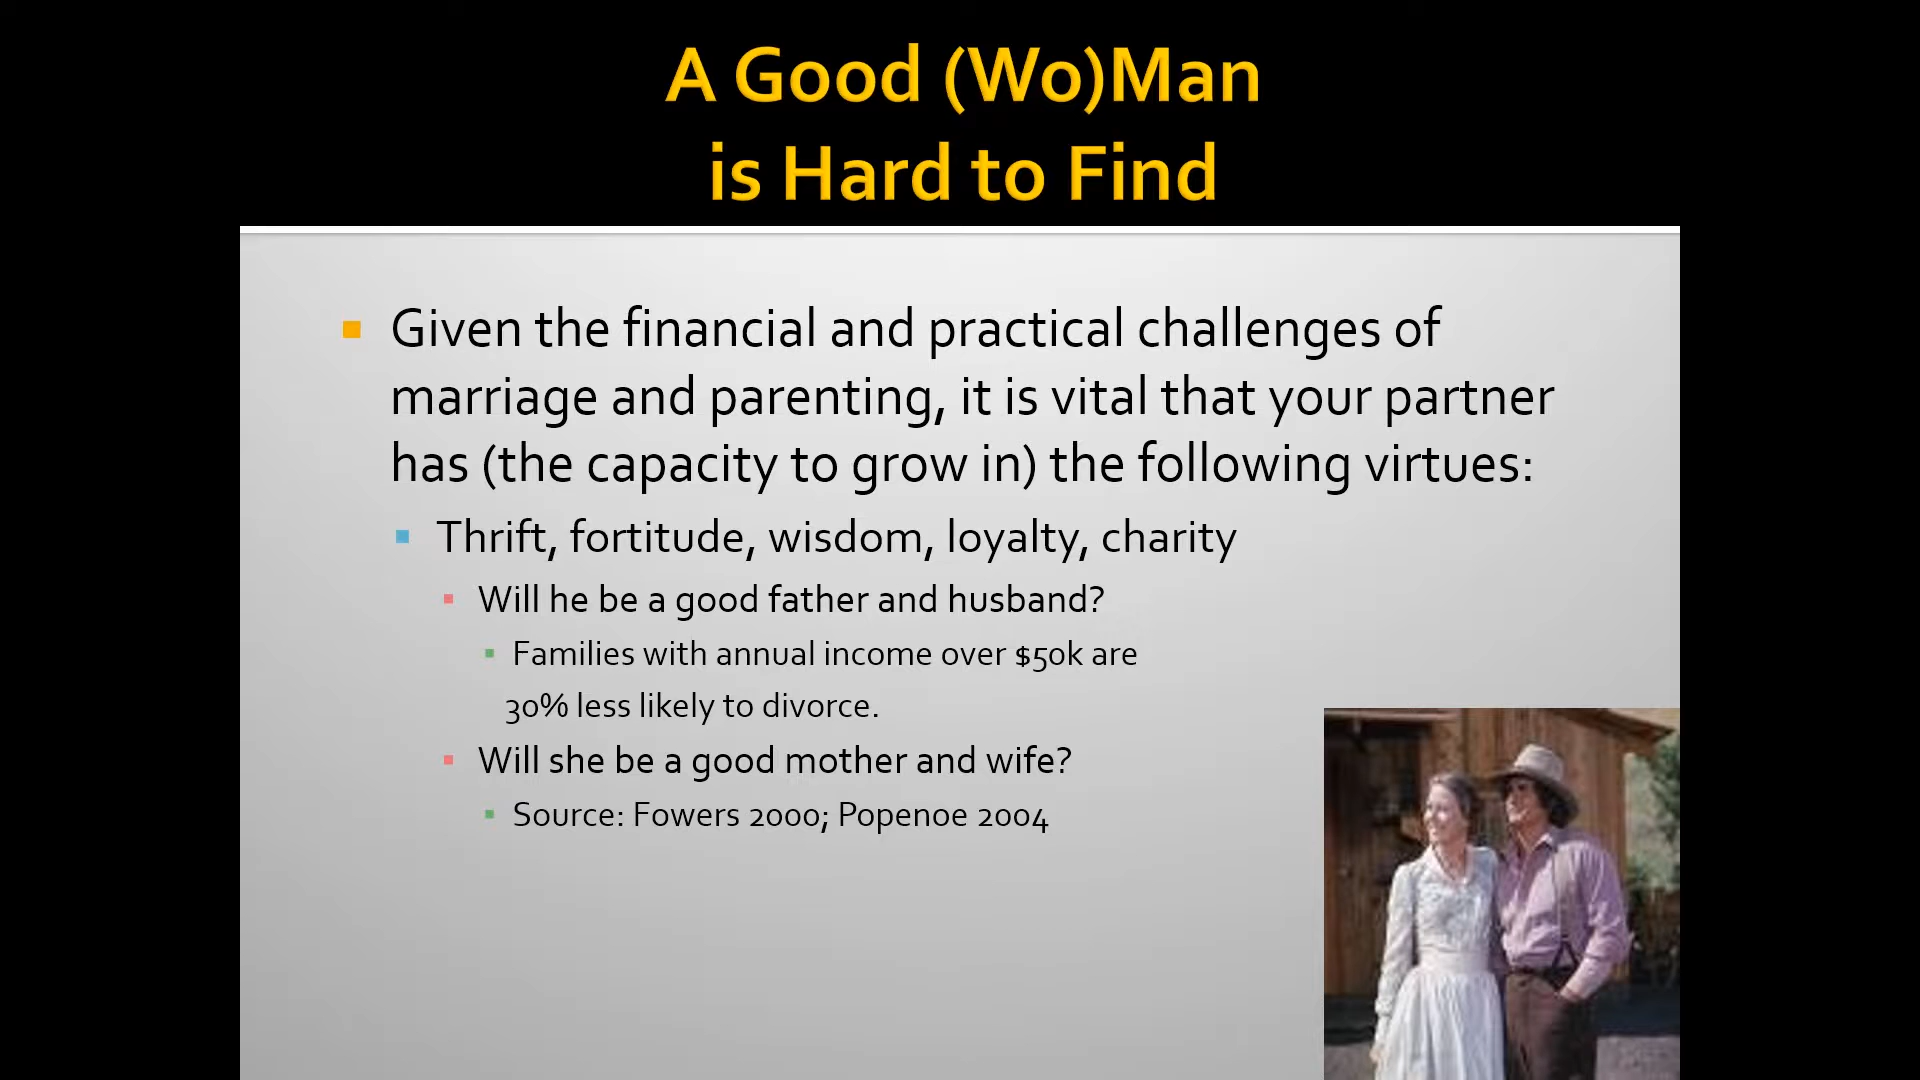 A Good (Wo)Man
is Hard to Find
Given the financial and practical challenges of
marriage and parenting, it is vital that your partner
has (the capacity to grow in) the following virtues:
Thrift, fortitude, wisdom, loyalty, charity
Will he be a good father and husband?
Families with annual income over $50k are
30% less likely to divorce.
Will she be a good mother and wife?
Source: Fowers 2000; Popenoe 2004